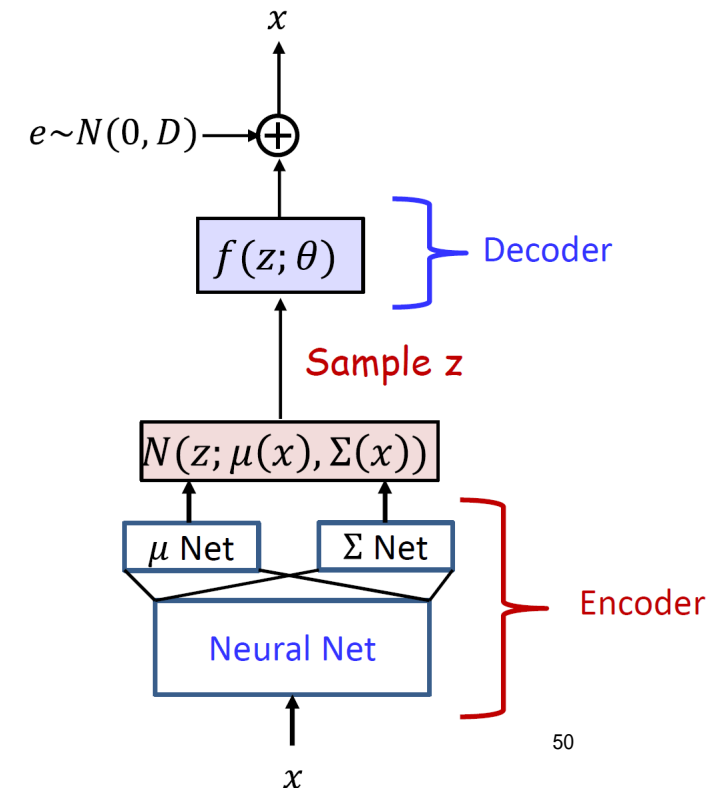 x
e~N(0, D)
+
f(z; θ)
Decoder
Sample z
N(z; μ(x), Σ(x))
μ Net
Σ Net
Neural Net
Encoder
50
x